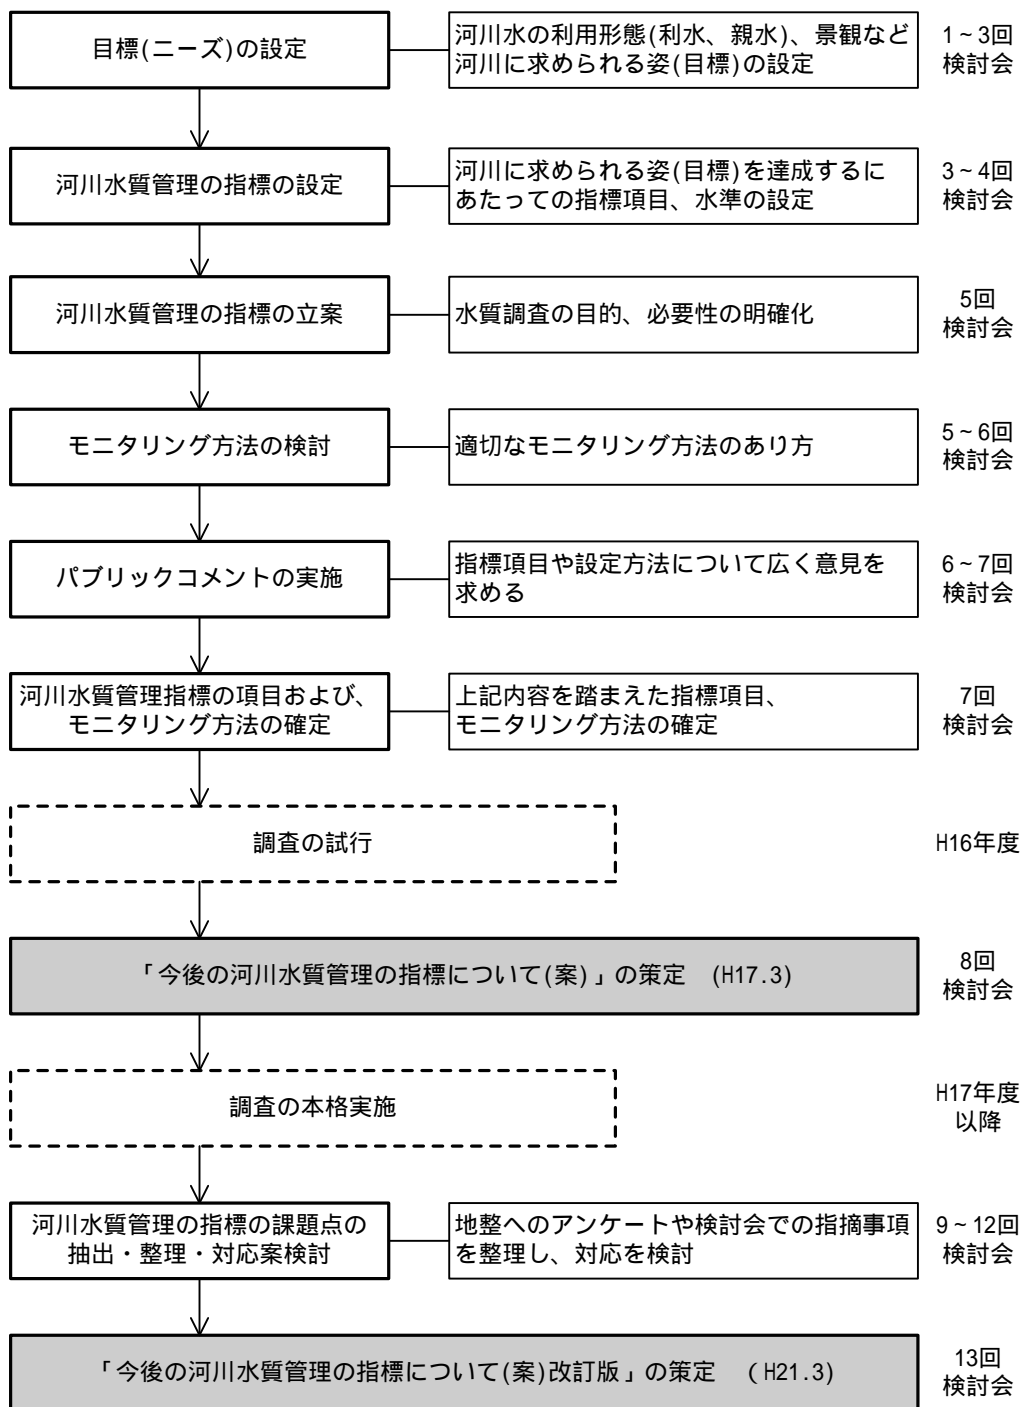 目標(ニーズ)の設定
河川水の利用形態(利水、親水)、景観など
河川に求められる姿(目標)の設定
1~3回
検討会
河川水質管理の指標の設定
河川に求められる姿(目標)を達成するに
あたっての指標項目、水準の設定
3~4回
検討会
河川水質管理の指標の立案
水質調査の目的、必要性の明確化
5回
検討会
モニタリング方法の検討
適切なモニタリング方法のあり方
5~6回
検討会
パブリックコメントの実施
指標項目や設定方法について広く意見を
求める
6~7回
検討会
河川水質管理指標の項目および、
モニタリング方法の確定
上記内容を踏まえた指標項目、
モニタリング方法の確定
7回
検討会
調査の試行
H16年度
「今後の河川水質管理の指標について(案)」の策定 (H17.3)
8回
検討会
調査の本格実施
H17年度
以降
河川水質管理の指標の課題点の
抽出・整理・対応案検討
地整へのアンケートや検討会での指摘事項
を整理し、対応を検討
9~12回
検討会
「今後の河川水質管理の指標について(案)改訂版」の策定 (H21.3)
13回
検討会